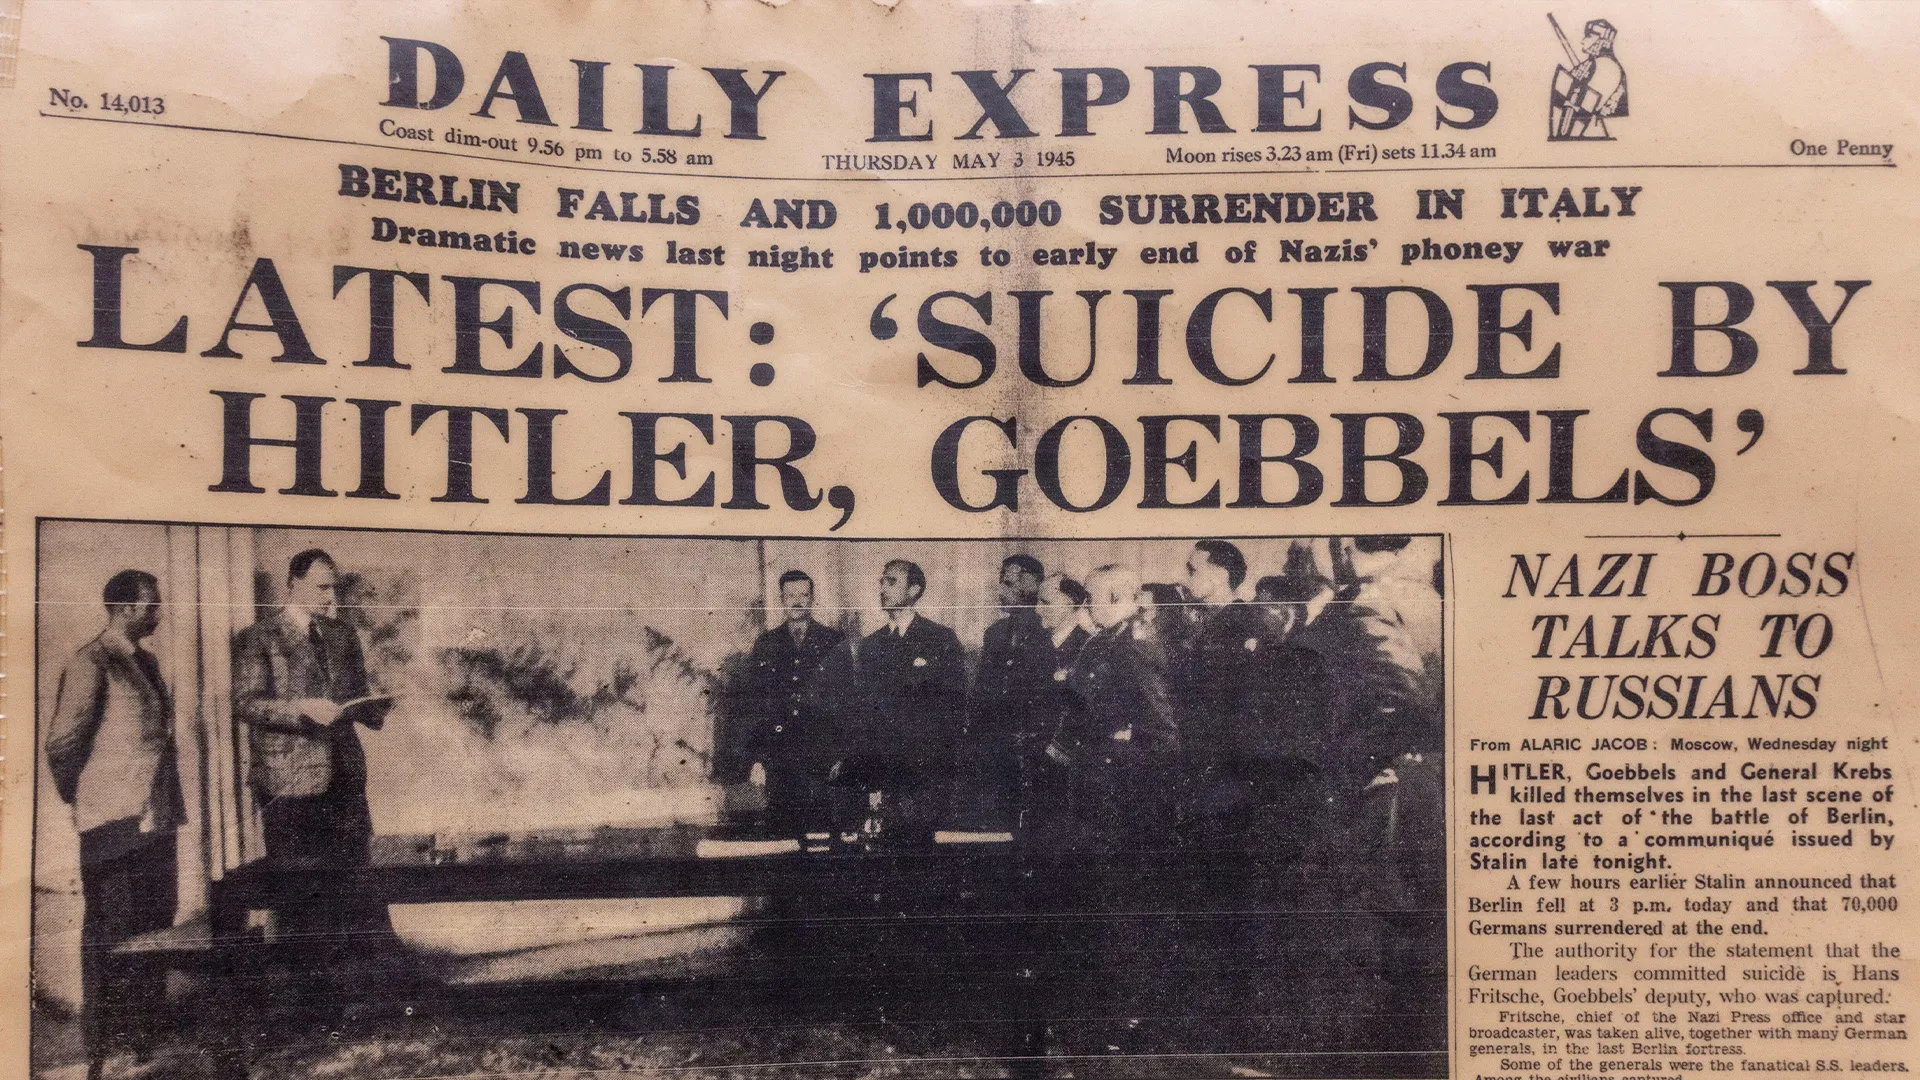 No. 14,013
DAILY EXPRESS
One Penny
Coast dim-out 9.56 pm to 5.58 am
THURSDAY MAY 3 1945
Moon rises 3.23 am (Fri) sets 11.34 am
BERLIN FALLS AND 1,000,000 SURRENDER IN ITALY
Dramatic news last night points to early end of Nazis' phoney war
LATEST: ‘SUICIDE BY
HITLER, GOEBBELS’
NAZI BOSS
TALKS TO
RUSSIANS
From ALARIC JACOB: Moscow, Wednesday night
HITLER, Goebbels and General Krebs
killed themselves in the last scene of
the last act of the battle of Berlin,
according to a communiqué issued by
Stalin late tonight.
A few hours earlier Stalin announced that
Berlin fell at 3 p.m. today and that 70,000
Germans surrendered at the end.
The authority for the statement that the
German leaders committed suicide is Hans
Fritsche, Goebbels' deputy, who was captured.
Fritsche, chief of the Nazi Press office and star
broadcaster, was taken alive, together with many German
generals, in the last Berlin fortress.
Some of the generals were the fanatical S.S. leaders.
Among the civilians captured